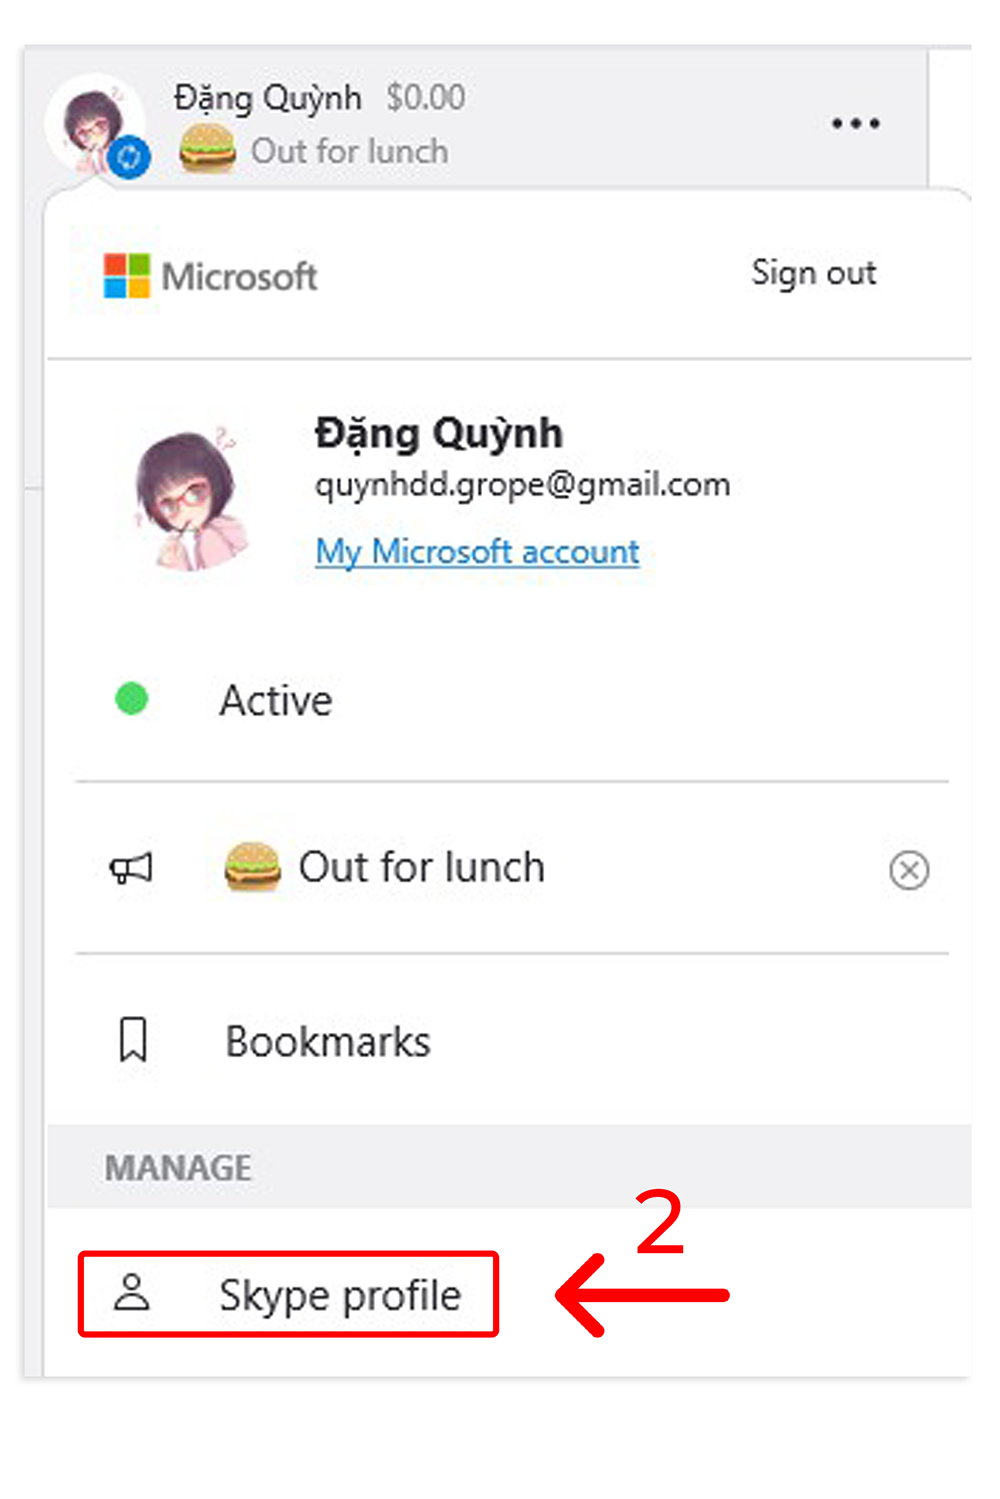 Đặng Quỳnh $0.00
Out for lunch
Microsoft
Sign out
Đặng Quỳnh
quynhdd.grope@gmail.com
My Microsoft account
Active
Out for lunch
Bookmarks
MANAGE
2
Skype profile